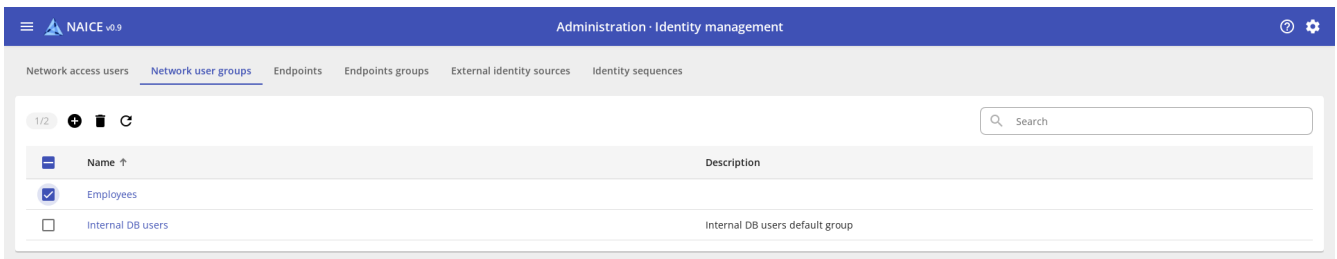 NAICE v0.9
Administration · Identity management
Network access users Network user groups Endpoints Endpoints groups External identity sources Identity sequences
1/2 Search
Name ↑ Description
Employees
Internal DB users Internal DB users default group